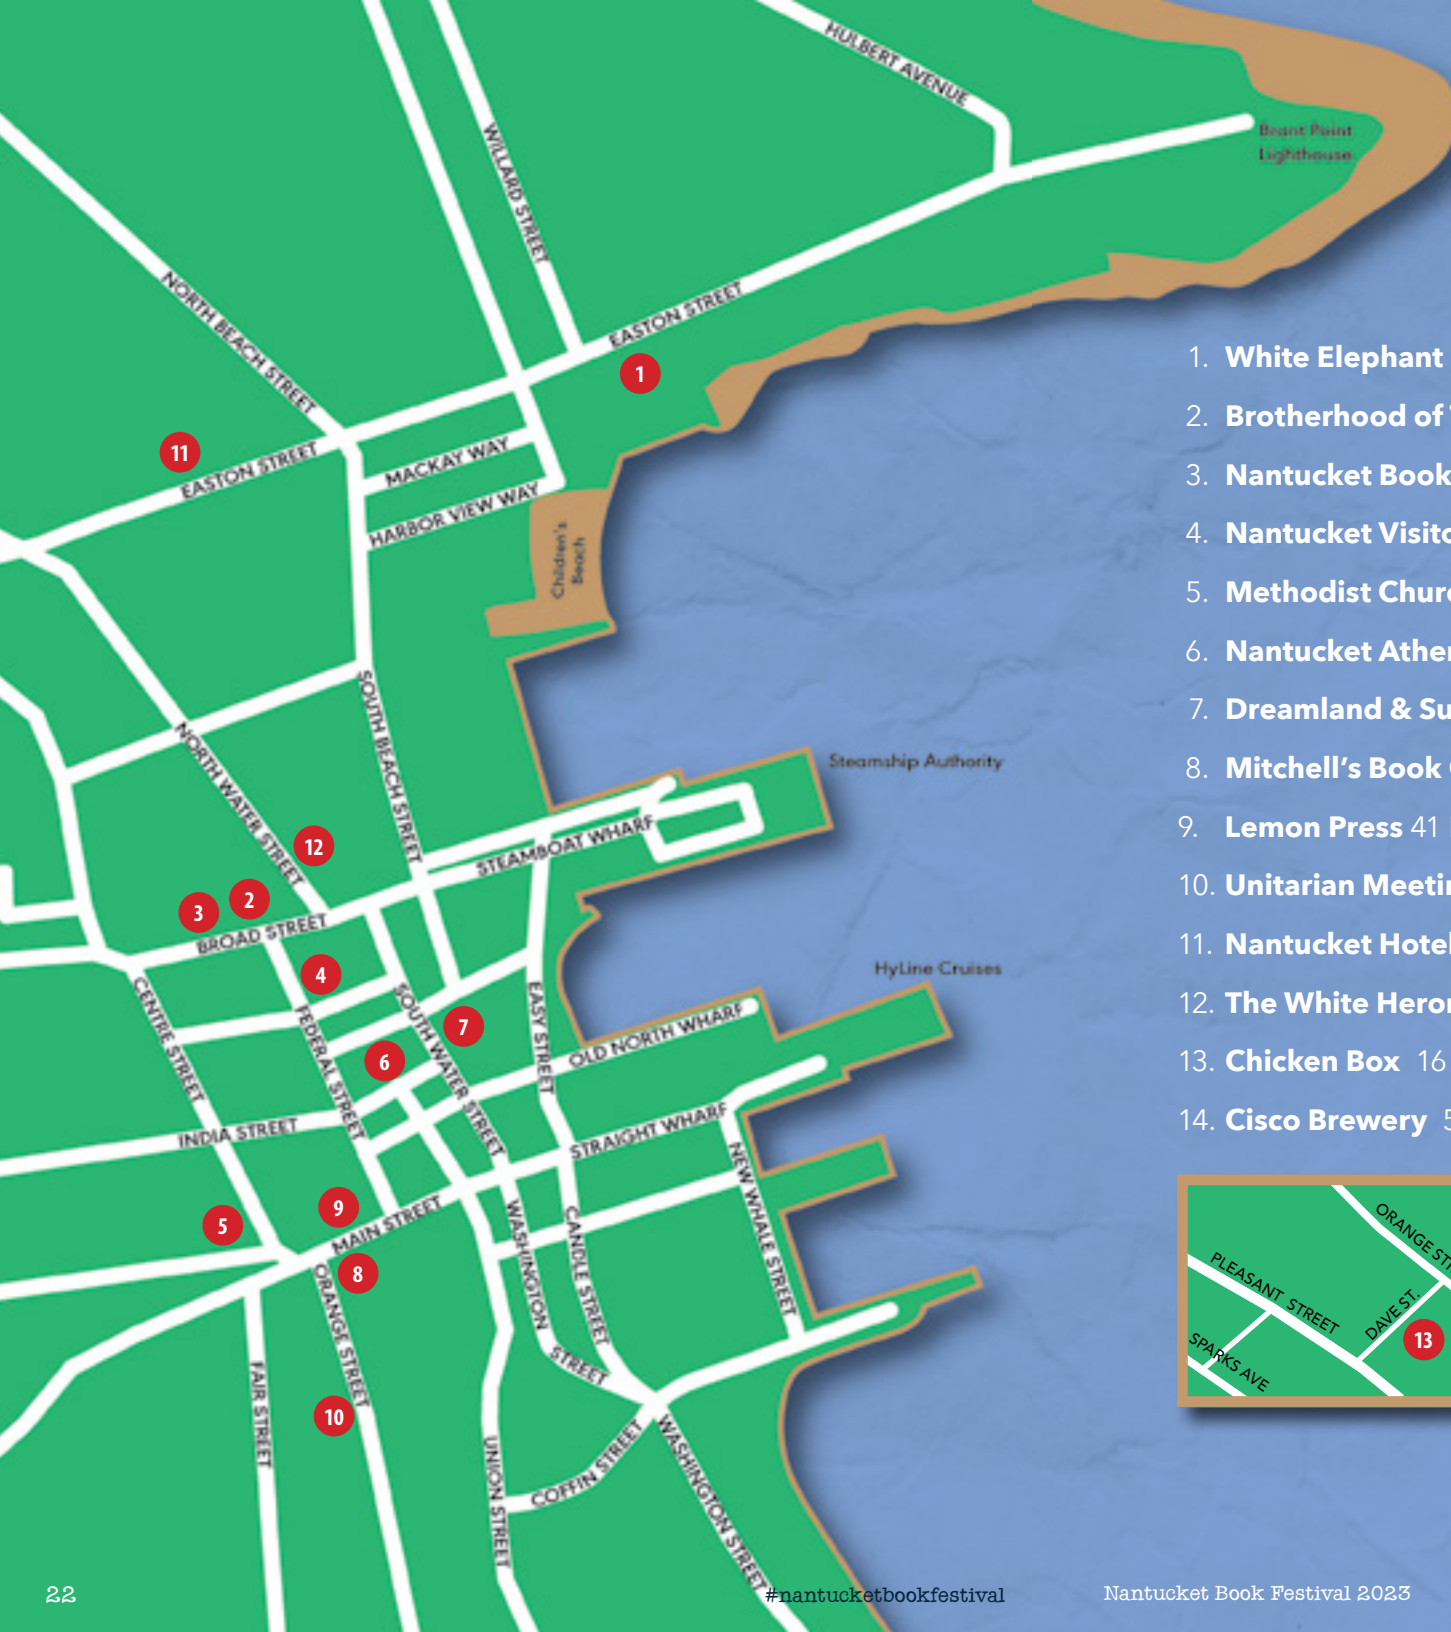 HULBERT AVENUE
Brant Point
Lighthouse
WILLARD STREET
NORTH BEACH STREET
EASTON STREET
1
11
EASTON STREET
MACKAY WAY
HARBOR VIEW WAY
Children's
Beach
SOUTH BEACH STREET
NORTH WATER STREET
Steamship Authority
STEAMBOAT WHARF
12
2
3
BROAD STREET
4
HyLine Cruises
CENTRE STREET
FEDERAL STREET
SOUTH WATER STREET
7
EASY STREET
OLD NORTH WHARF
6
INDIA STREET
STRAIGHT WHARF
NEW WHALE STREET
9
5
MAIN STREET
8
WASHINGTON
STREET
CANDLE STREET
ORANGE STREET
FAIR STREET
10
UNION STREET
COFFIN STREET
WASHINGTON STREET
1. White Elephant
2. Brotherhood of
3. Nantucket Book
4. Nantucket Visito
5. Methodist Chur
6. Nantucket Athe
7. Dreamland & Su
8. Mitchell's Book
9. Lemon Press 41
10. Unitarian Meeti
11. Nantucket Hotel
12. The White Hero
13. Chicken Box 16
14. Cisco Brewery 5
ORANGE ST
PLEASANT STREET
DAVE ST.
13
SPARKS AVE
22
#nantucketbookfestival
Nantucket Book Festival 2023